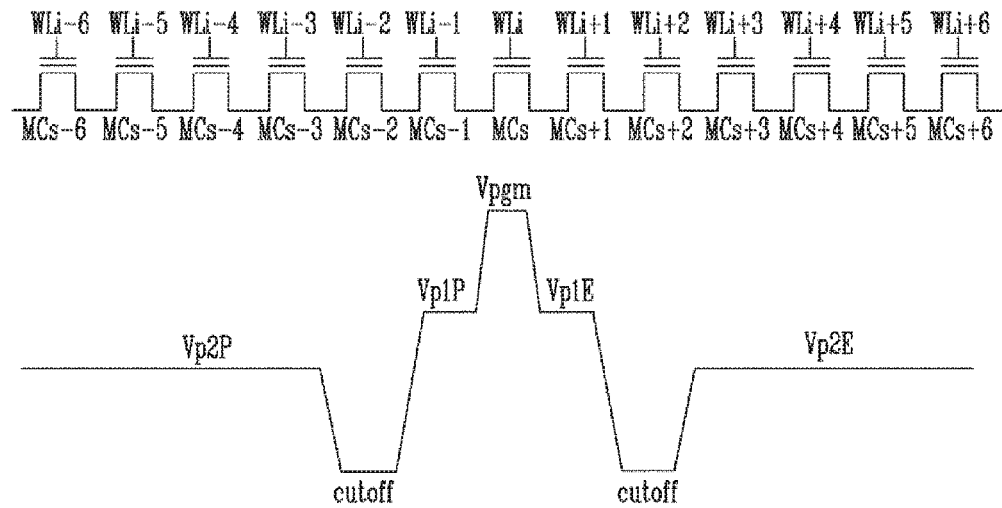 WLi-6 WLi-5 WLi-4 WLi-3 WLi-2 WLi-1 WLi WLi+1 WLi+2 WLi+3 WLi+4 WLi+5 WLi+6
MCs-6 MCs-5 MCs-4 MCs-3 MCs-2 MCs-1 MCs MCs+1 MCs+2 MCs+3 MCs+4 MCs+5 MCs+6
Vpgm
Vp1P Vp1E
Vp2P Vp2E
cutoff cutoff